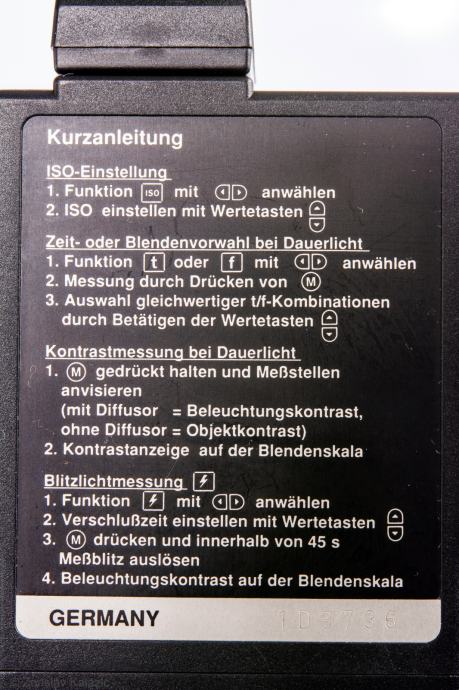 Kurzanleitung
ISO-Einstellung
1. Funktion ISO mit anwählen
2. ISO einstellen mit Wertetasten
Zeit- oder Blendenvorwahl bei Dauerlicht
1. Funktion t oder f mit anwählen
2. Messung durch Drücken von M
3. Auswahl gleichwertiger t/f-Kombinationen
durch Betätigen der Wertetasten
Kontrastmessung bei Dauerlicht
1. M gedrückt halten und Meßstellen
anvisieren
(mit Diffusor = Beleuchtungskontrast,
ohne Diffusor = Objektkontrast)
2. Kontrastanzeige auf der Blendenskala
Blitzlichtmessung
1. Funktion mit anwählen
2. Verschlußzeit einstellen mit Wertetasten
3. M drücken und innerhalb von 45 s
Meßblitz auslösen
4. Beleuchtungskontrast auf der Blendenskala
GERMANY